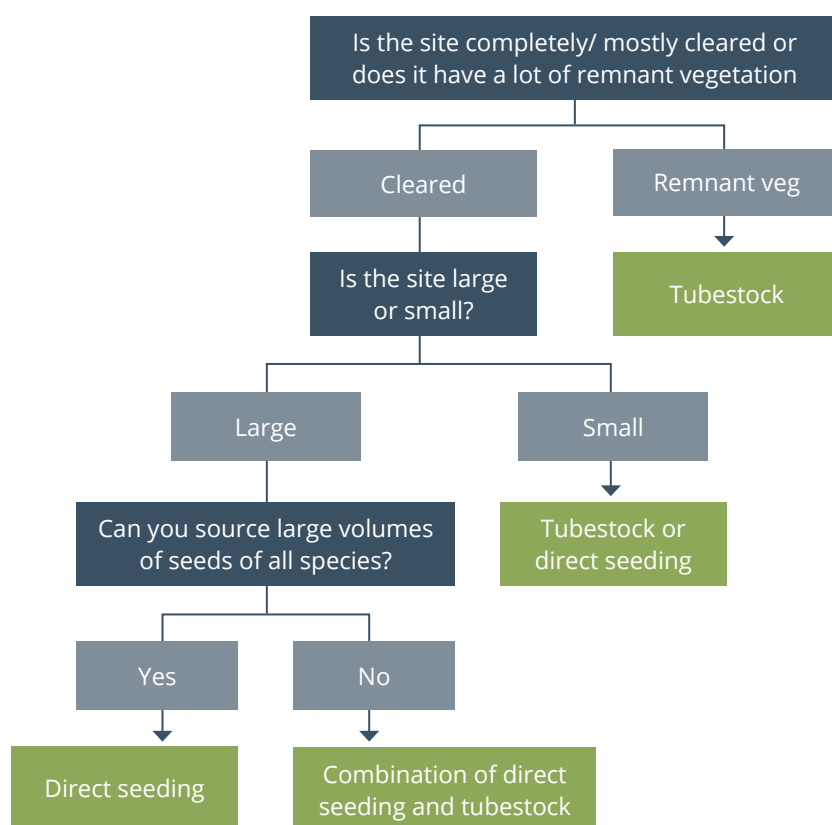 Is the site completely/ mostly cleared or
does it have a lot of remnant vegetation
Cleared
Remnant veg
Is the site large
or small?
Tubestock
Large
Small
Can you source large volumes
of seeds of all species?
Tubestock or
direct seeding
Yes
No
Direct seeding
Combination of direct
seeding and tubestock